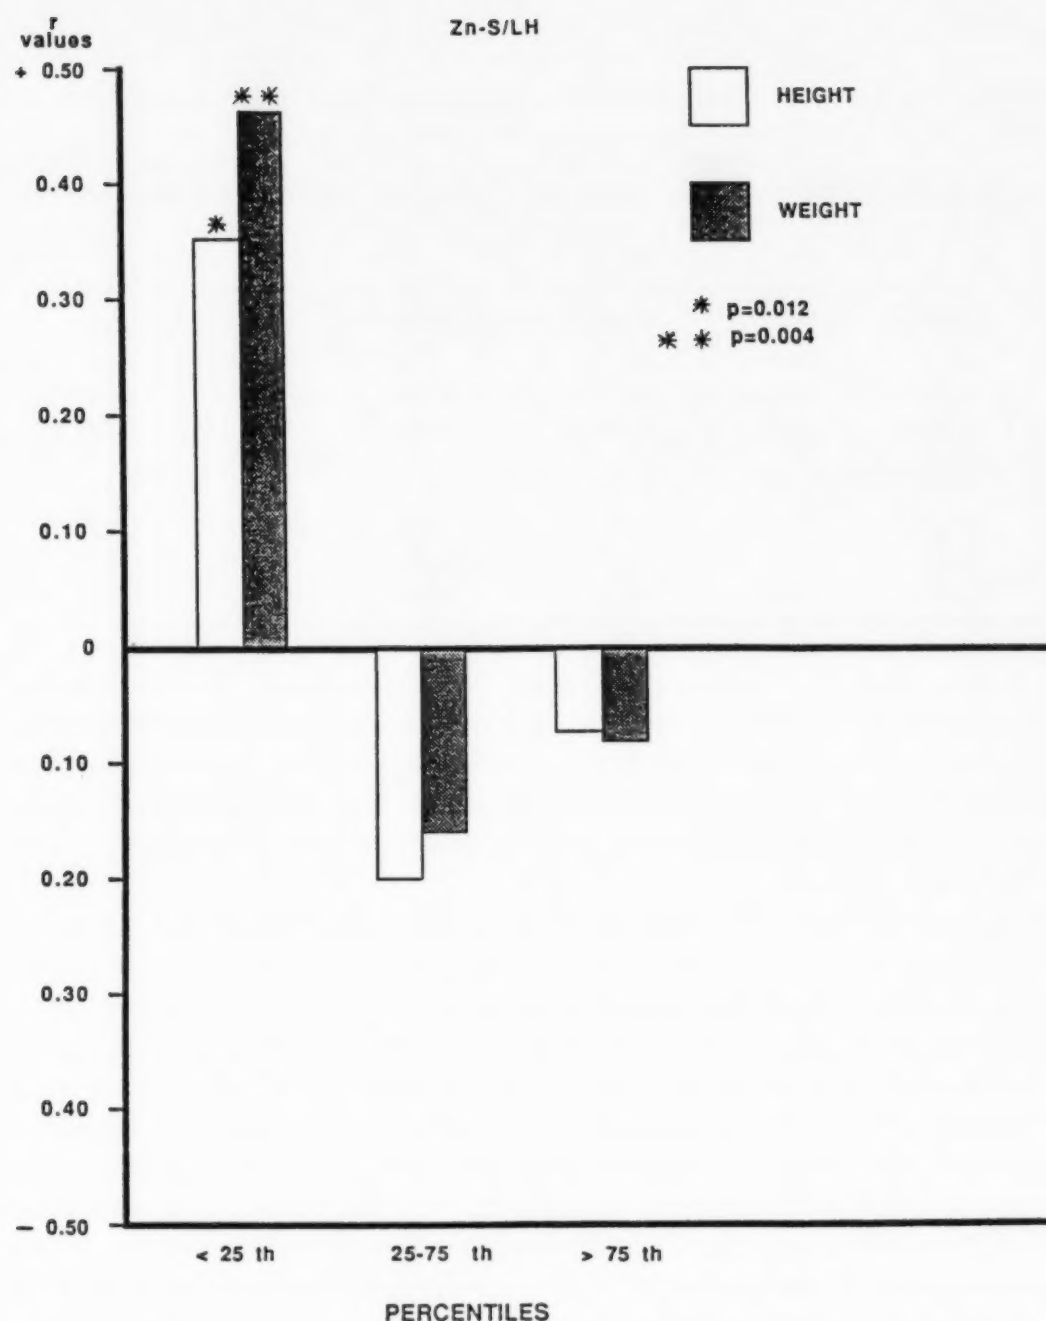 Zn-S/LH
r
values
+ 0.50
0.40
0.30
0.20
0.10
0
0.10
0.20
0.30
0.40
− 0.50
HEIGHT
WEIGHT
*
* *
* p=0.012
* * p=0.004
< 25 th 25-75 th > 75 th
PERCENTILES